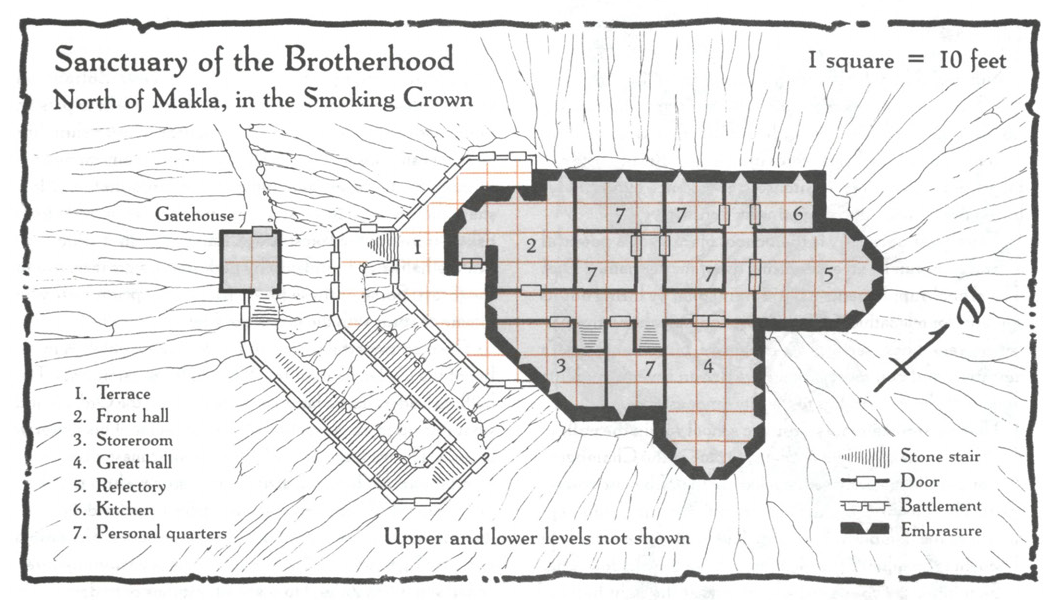 Sanctuary of the Brotherhood
North of Makla, in the Smoking Crown
1 square = 10 feet
Gatehouse
1
2
7
7
6
7
7
5
3
7
4
N
1. Terrace
2. Front hall
3. Storeroom
4. Great hall
5. Refectory
6. Kitchen
7. Personal quarters
Stone stair
Door
Battlement
Embrasure
Upper and lower levels not shown